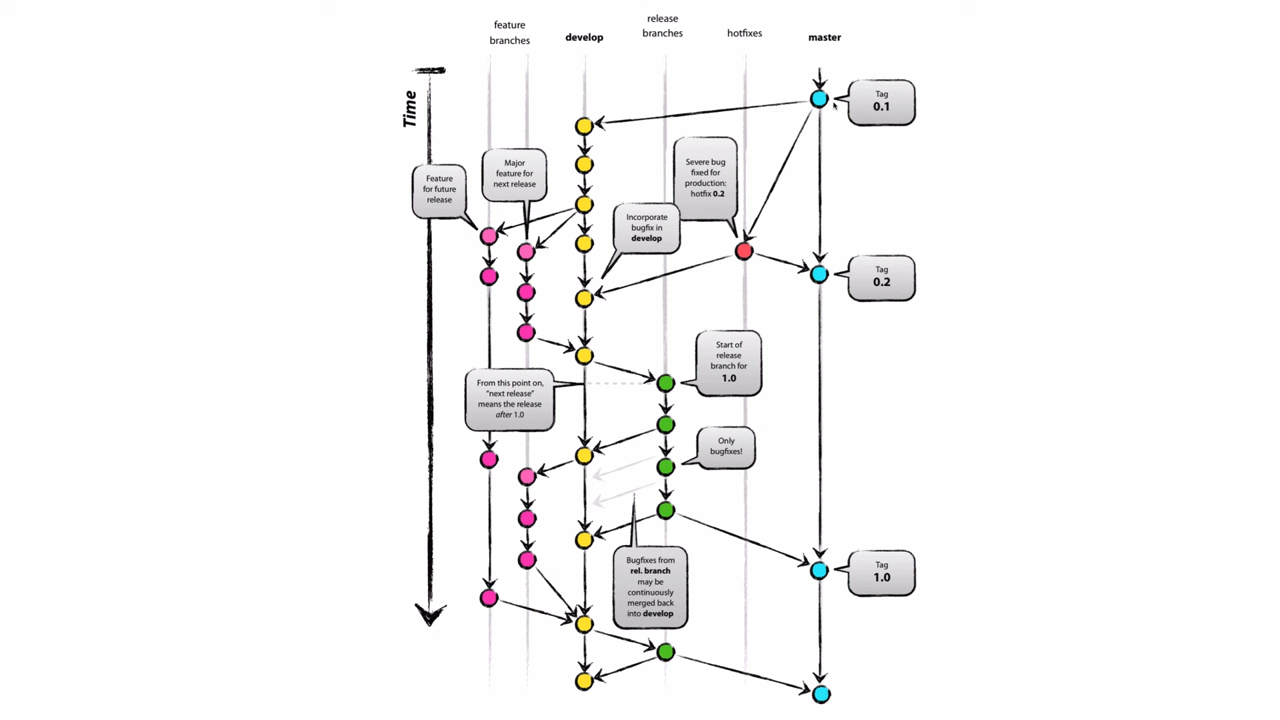 feature
branches
develop
release
branches
hotfixes
master
Time
Tag
0.1
Major
feature for
next release
Feature
for future
release
Severe bug
fixed for
production:
hotfix 0.2
Incorporate
bugfix in
develop
Tag
0.2
Start of
release
branch for
1.0
From this point on,
"next release"
means the release
after 1.0
Only
bugfixes!
Bugfixes from
rel. branch
may be
continuously
merged back
into develop
Tag
1.0